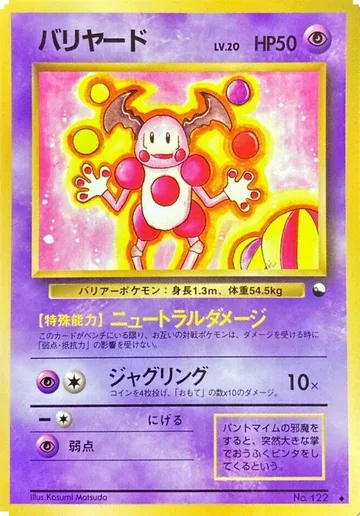 バリヤード LV.20 HP50
バリアーポケモン：身長1.3m、体重54.5kg
[特殊能力] ニュートラルダメージ
このカードがベンチにいる限り、お互いの対戦ポケモンは、ダメージを受ける時に
「弱点・抵抗力」の影響を受けない。
ジャグリング 10×
コインを4枚投げ、「おもて」の数×10のダメージ。
にげる
弱点
パントマイムの邪魔を
すると、突然大きな掌
でおうふくビンタをし
てくるという。
Illus. Kasumi Matsuda
No. 122